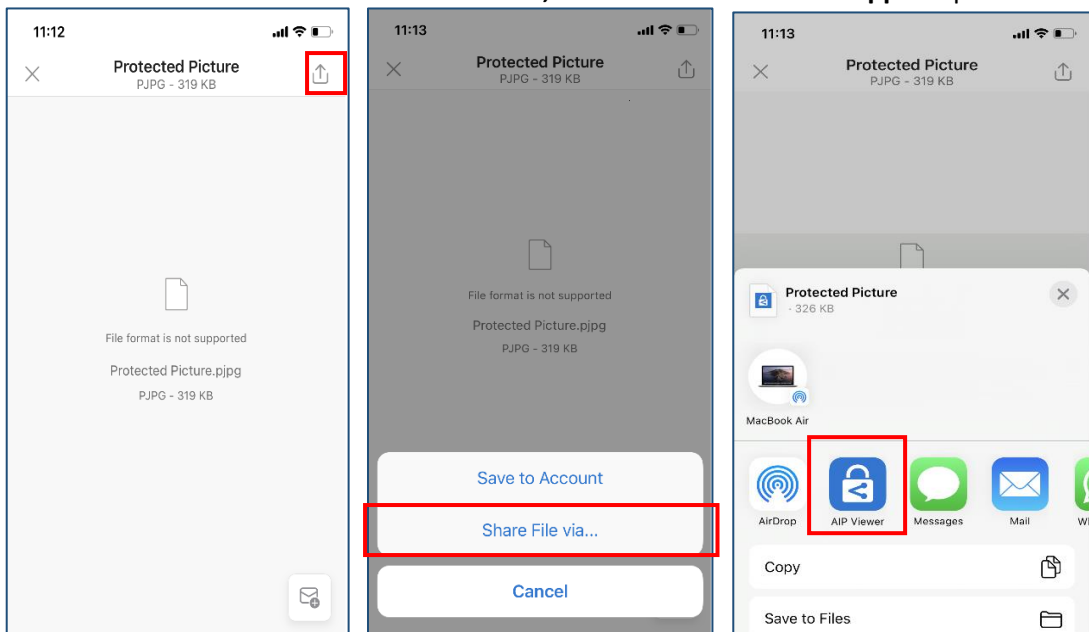 11:12
Protected Picture
PJPG - 319 KB
File format is not supported
Protected Picture.pjpg
PJPG - 319 KB
11:13
Protected Picture
PJPG - 319 KB
File format is not supported
Protected Picture.pjpg
PJPG - 319 KB
Save to Account
Share File via...
Cancel
11:13
Protected Picture
PJPG - 319 KB
Protected Picture
- 326 KB
MacBook Air
AirDrop
AIP Viewer
Messages
Mail
Copy
Save to Files